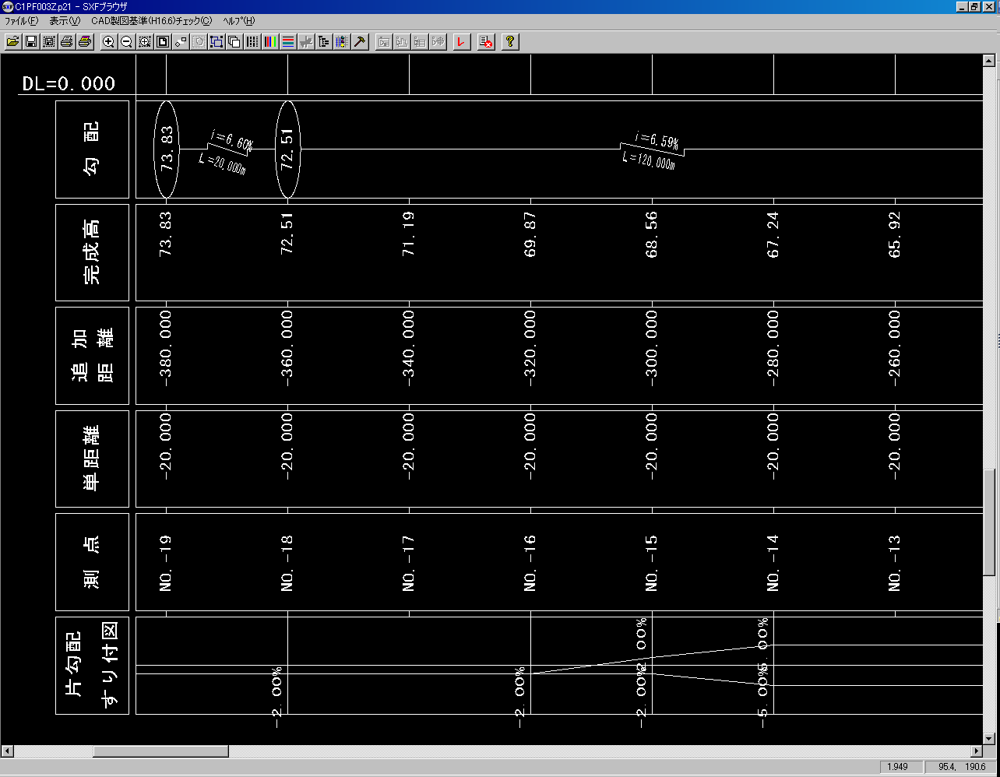 C1PF003Z.p21 - SXFブラウザ
ファイル(F) 表示(V) CAD製図基準(H16.6)チェック(C) ヘルプ(H)
DL=0.000
勾配
73.83
i=6.60%
L=20.000m
72.51
i=6.59%
L=120.000m
完成高
73.83 72.51 71.19 69.87 68.56 67.24 65.92
追加
距離
-380.000 -360.000 -340.000 -320.000 -300.000 -280.000 -260.000
単距離
-20.000 -20.000 -20.000 -20.000 -20.000 -20.000 -20.000
測点
NO.-19 NO.-18 NO.-17 NO.-16 NO.-15 NO.-14 NO.-13
片勾配
すり付図
-2.00% -2.00% -2.00% 2.00% -5.00% 5.00%
1.949 95.4, 190.6